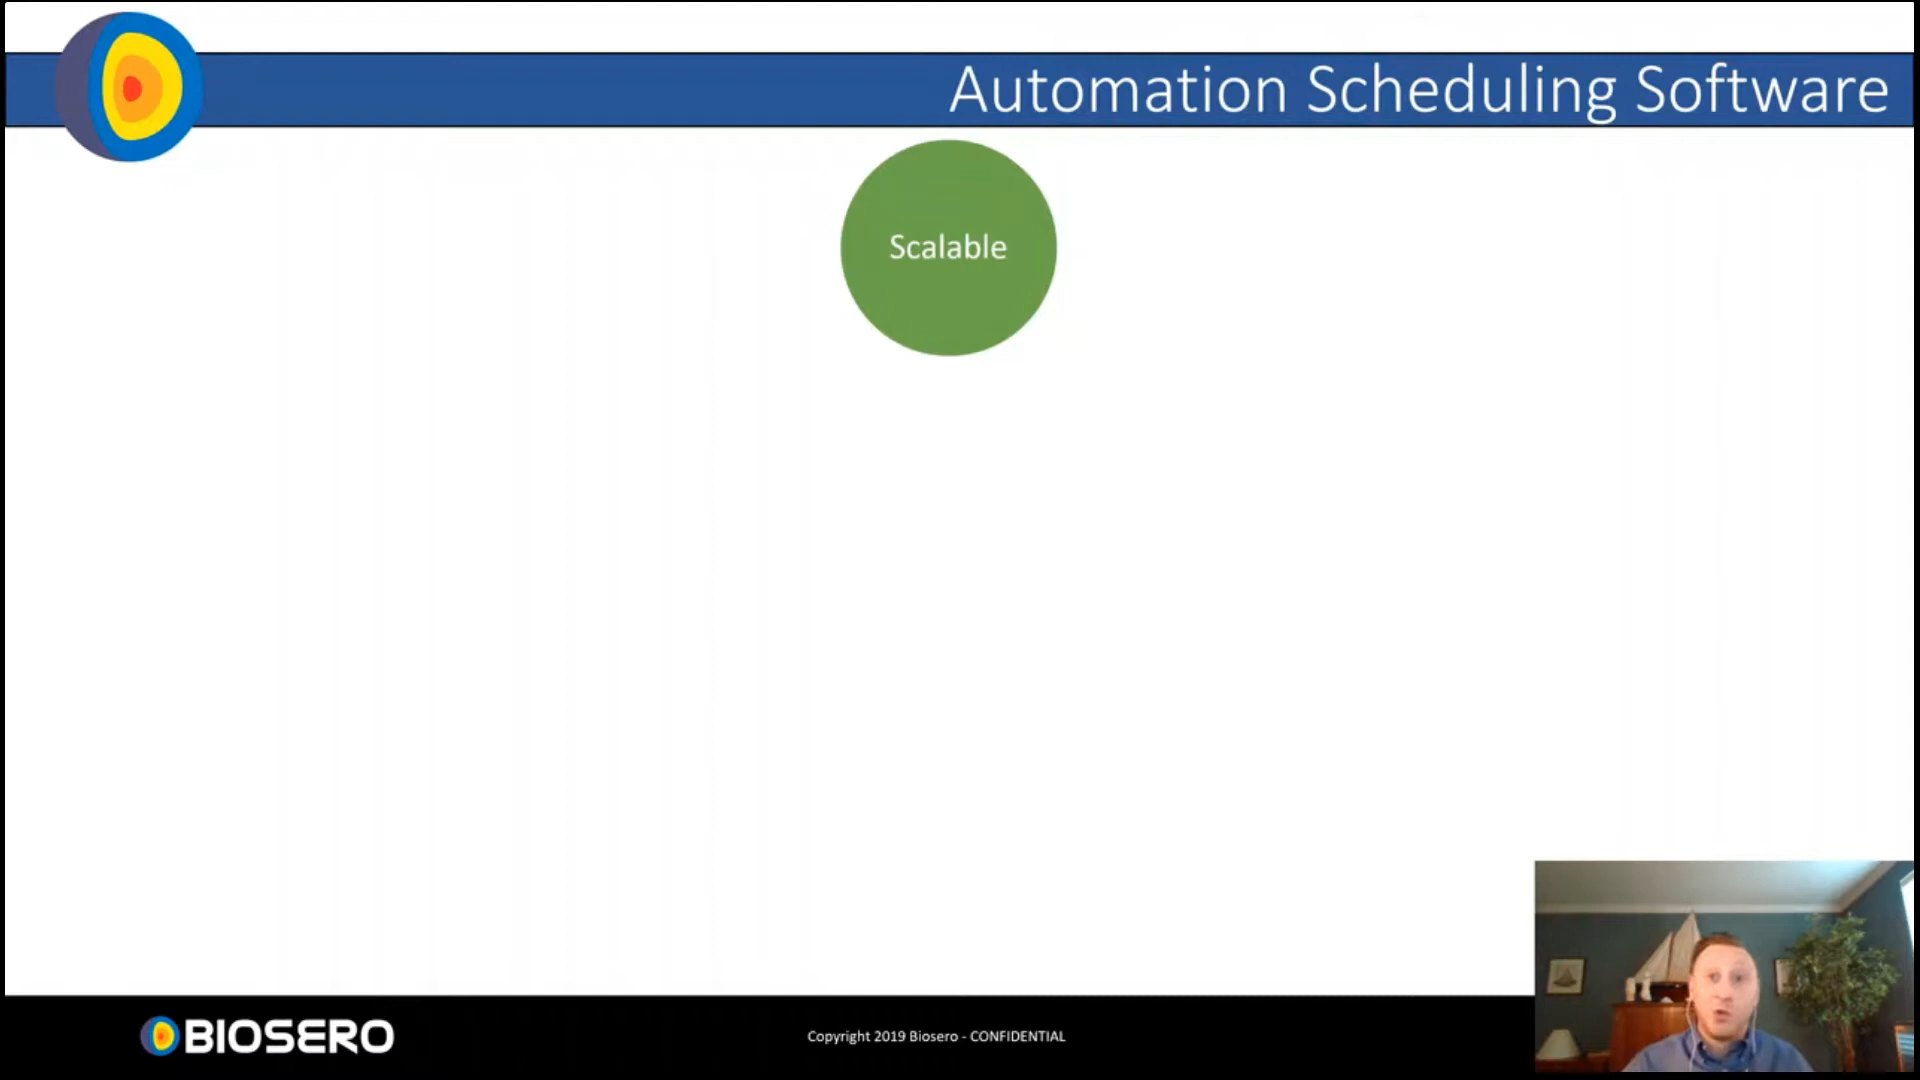 Automation Scheduling Software
Scalable
BIOSERO
Copyright 2019 Biosero - CONFIDENTIAL